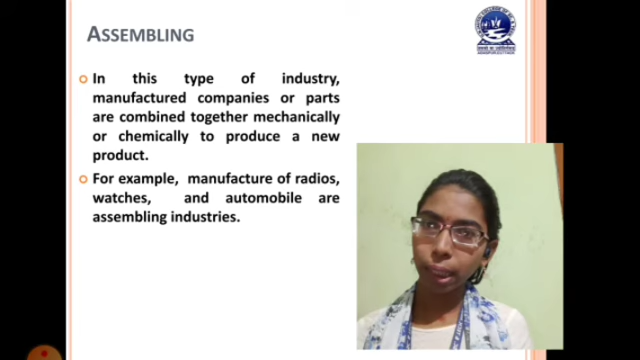 ASSEMBLING
In this type of industry,
manufactured companies or parts
are combined together mechanically
or chemically to produce a new
product.
For example, manufacture of radios,
watches, and automobile are
assembling industries.